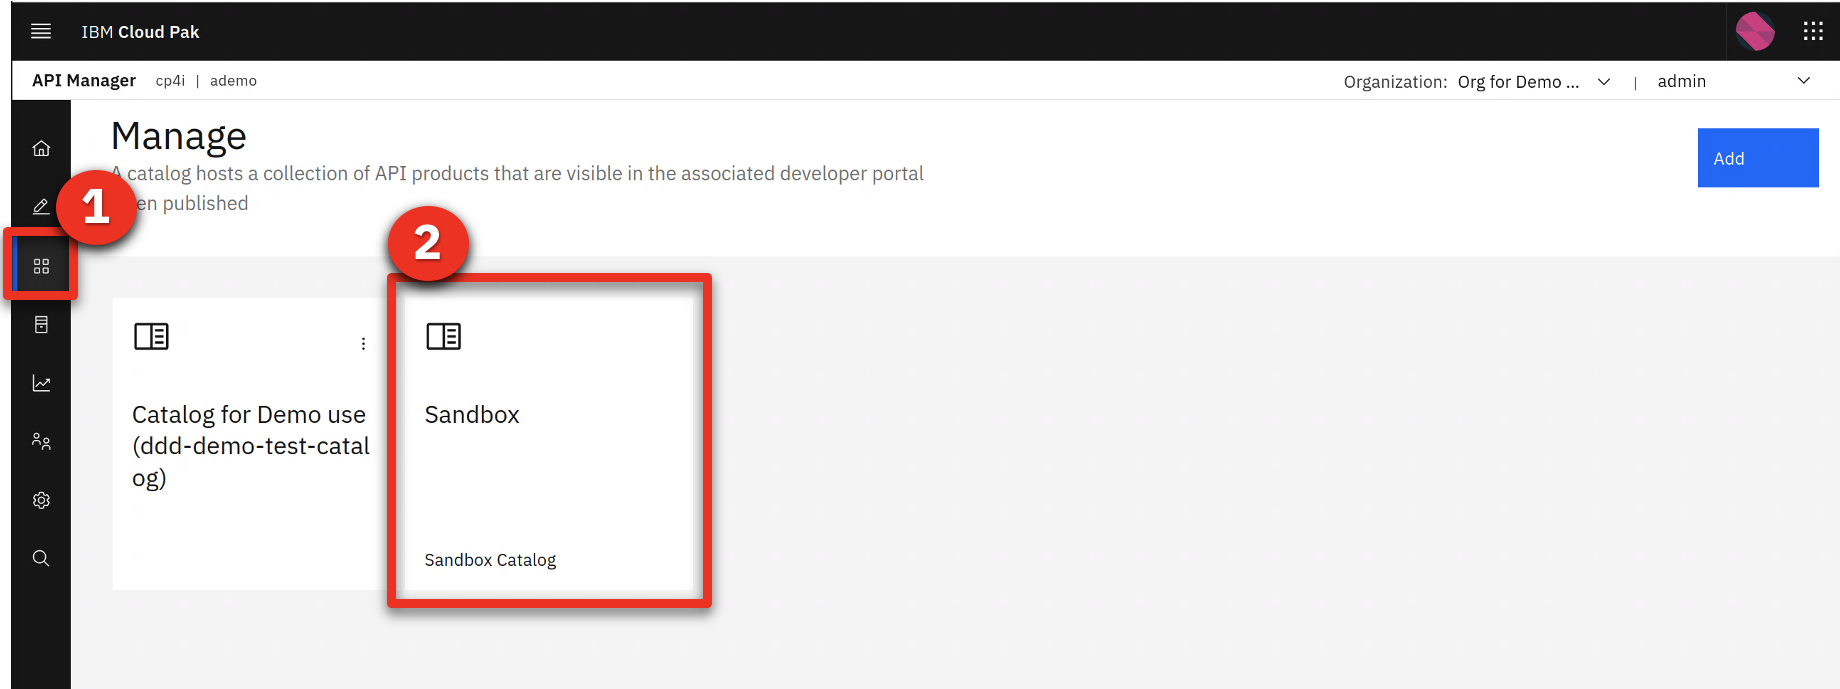 IBM Cloud Pak
API Manager cp4i | ademo
Organization: Org for Demo ... | admin
Manage
A catalog hosts a collection of API products that are visible in the associated developer portal
en published
Add
1
2
Catalog for Demo use
(ddd-demo-test-catal
og)
Sandbox
Sandbox Catalog